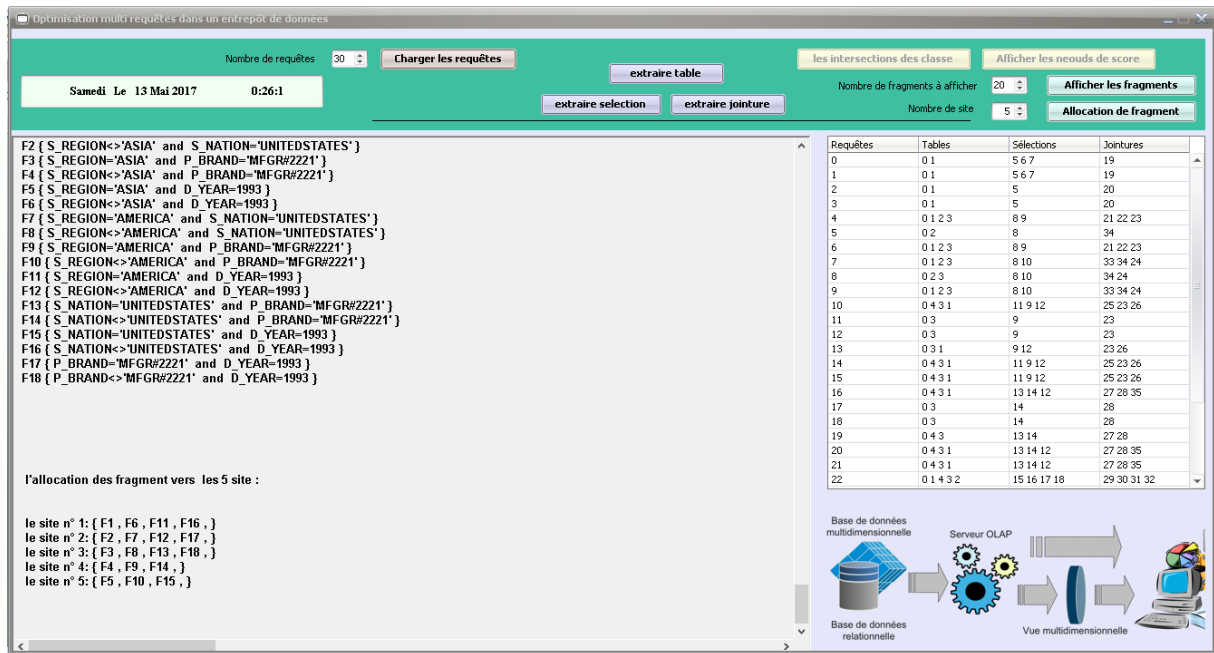 Optimisation multi requêtes dans un entrepôt de données
Nombre de requêtes 30 Charger les requêtes
extraire table
les intersections des classe Afficher les neouds de score
Samedi Le 13 Mai 2017 0:26:1
extraire selection extraire jointure
Nombre de fragments à afficher 20 Afficher les fragments
Nombre de site 5 Allocation de fragment
F2 { S_REGION<>'ASIA' and S_NATION='UNITEDSTATES' }
F3 { S_REGION='ASIA' and P_BRAND='MFGR#2221' }
F4 { S_REGION<>'ASIA' and P_BRAND='MFGR#2221' }
F5 { S_REGION='ASIA' and D_YEAR=1993 }
F6 { S_REGION<>'ASIA' and D_YEAR=1993 }
F7 { S_REGION='AMERICA' and S_NATION='UNITEDSTATES' }
F8 { S_REGION<>'AMERICA' and S_NATION='UNITEDSTATES' }
F9 { S_REGION='AMERICA' and P_BRAND='MFGR#2221' }
F10 { S_REGION<>'AMERICA' and P_BRAND='MFGR#2221' }
F11 { S_REGION='AMERICA' and D_YEAR=1993 }
F12 { S_REGION<>'AMERICA' and D_YEAR=1993 }
F13 { S_NATION='UNITEDSTATES' and P_BRAND='MFGR#2221' }
F14 { S_NATION<>'UNITEDSTATES' and P_BRAND='MFGR#2221' }
F15 { S_NATION='UNITEDSTATES' and D_YEAR=1993 }
F16 { S_NATION<>'UNITEDSTATES' and D_YEAR=1993 }
F17 { P_BRAND='MFGR#2221' and D_YEAR=1993 }
F18 { P_BRAND<>'MFGR#2221' and D_YEAR=1993 }
l'allocation des fragment vers les 5 site :
le site n° 1: { F1 , F6 , F11 , F16 , }
le site n° 2: { F2 , F7 , F12 , F17 , }
le site n° 3: { F3 , F8 , F13 , F18 , }
le site n° 4: { F4 , F9 , F14 , }
le site n° 5: { F5 , F10 , F15 , }
Requêtes Tables Sélections Jointures
0 0 1 5 6 7 19
1 0 1 5 6 7 19
2 0 1 5 20
3 0 1 5 20
4 0 1 2 3 8 9 21 22 23
5 0 2 8 34
6 0 1 2 3 8 9 21 22 23
7 0 1 2 3 8 10 33 34 24
8 0 2 3 8 10 34 24
9 0 1 2 3 8 10 33 34 24
10 0 4 3 1 11 9 12 25 23 26
11 0 3 9 23
12 0 3 9 23
13 0 3 1 9 12 23 26
14 0 4 3 1 11 9 12 25 23 26
15 0 4 3 1 11 9 12 25 23 26
16 0 4 3 1 13 14 12 27 28 35
17 0 3 14 28
18 0 3 14 28
19 0 4 3 13 14 27 28
20 0 4 3 1 13 14 12 27 28 35
21 0 4 3 1 13 14 12 27 28 35
22 0 1 4 3 2 15 16 17 18 29 30 31 32
Base de données
multidimensionnelle
Serveur OLAP
Base de données
relationnelle
Vue multidimensionnelle